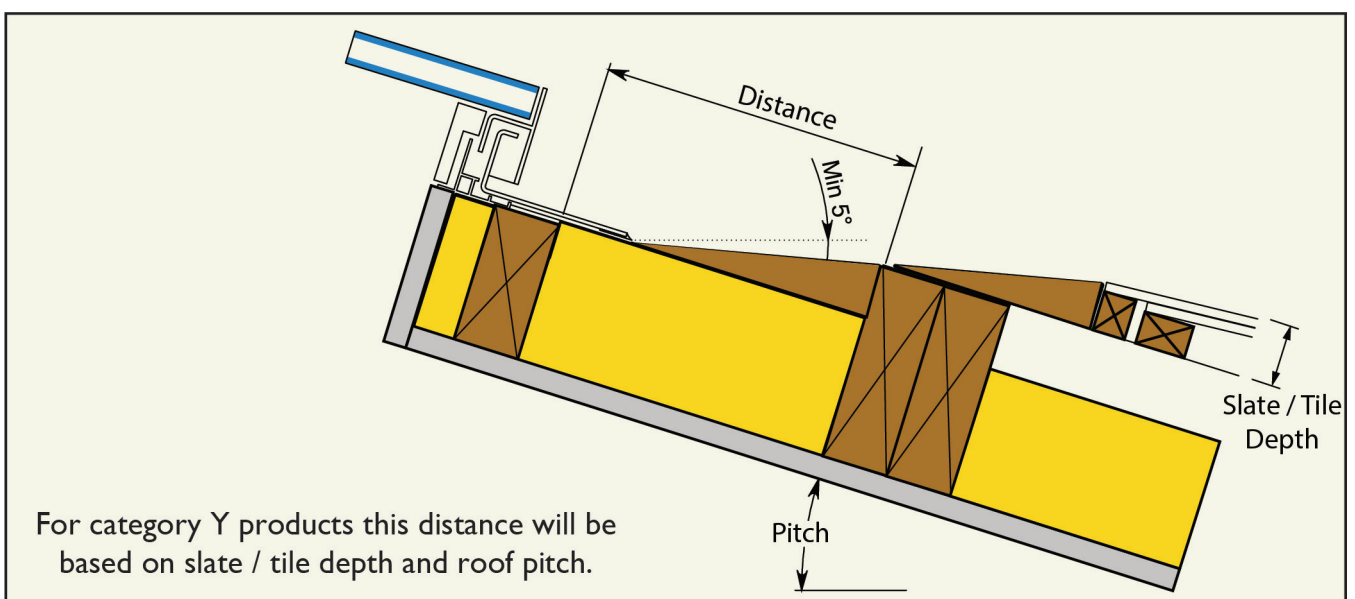 Distance
Min 5°
Slate / Tile
Depth
Pitch
For category Y products this distance will be
based on slate / tile depth and roof pitch.